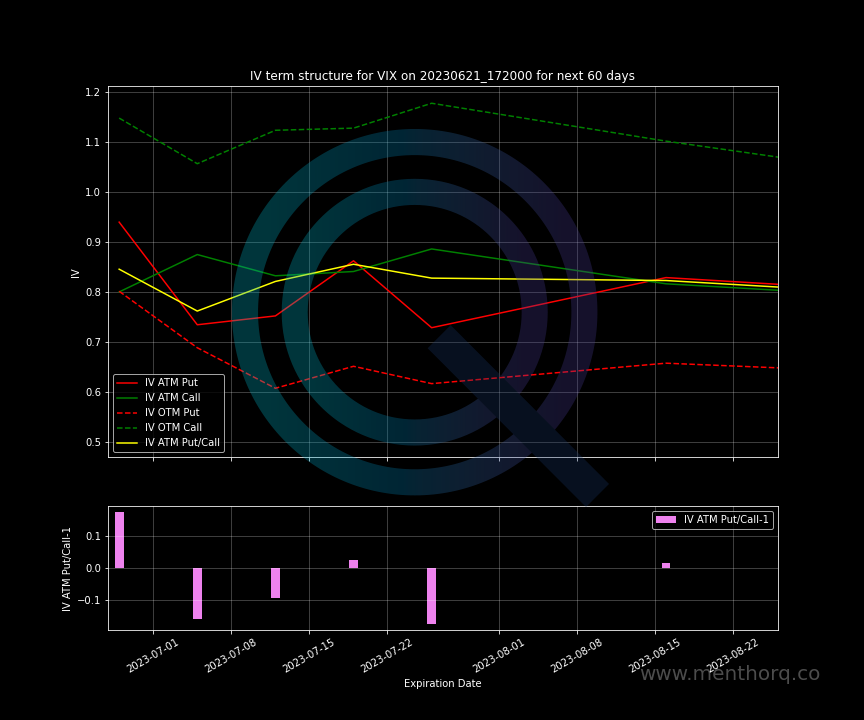 IV term structure for VIX on 20230621_172000 for next 60 days
1.2
1.1
1.0
0.9
0.8
0.7
0.6
0.5
IV
IV ATM Put
IV ATM Call
IV OTM Put
IV OTM Call
IV ATM Put/Call
IV ATM Put/Call-1
0.1
0.0
−0.1
IV ATM Put/Call-1
2023-07-01
2023-07-08
2023-07-15
2023-07-22
2023-08-01
2023-08-08
2023-08-15
2023-08-22
Expiration Date
www.menthorq.co